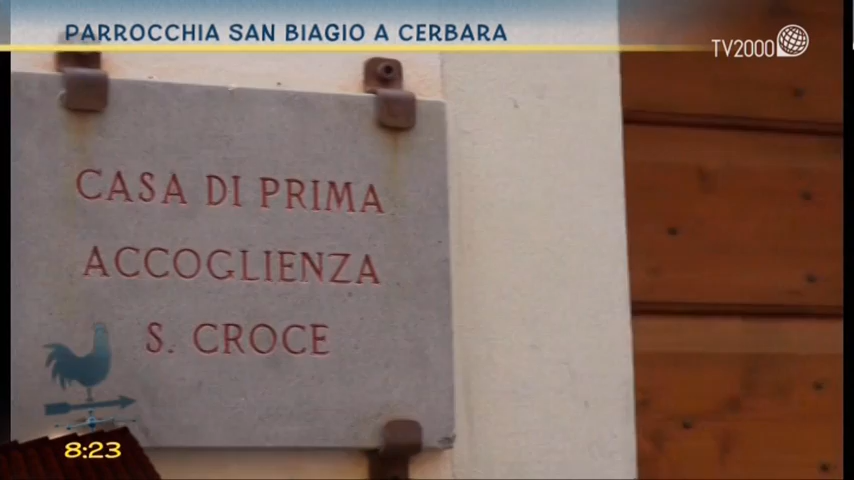 PARROCCHIA SAN BIAGIO A CERBARA
TV2000
CASA DI PRIMA
ACCOGLIENZA
S. CROCE
8:23